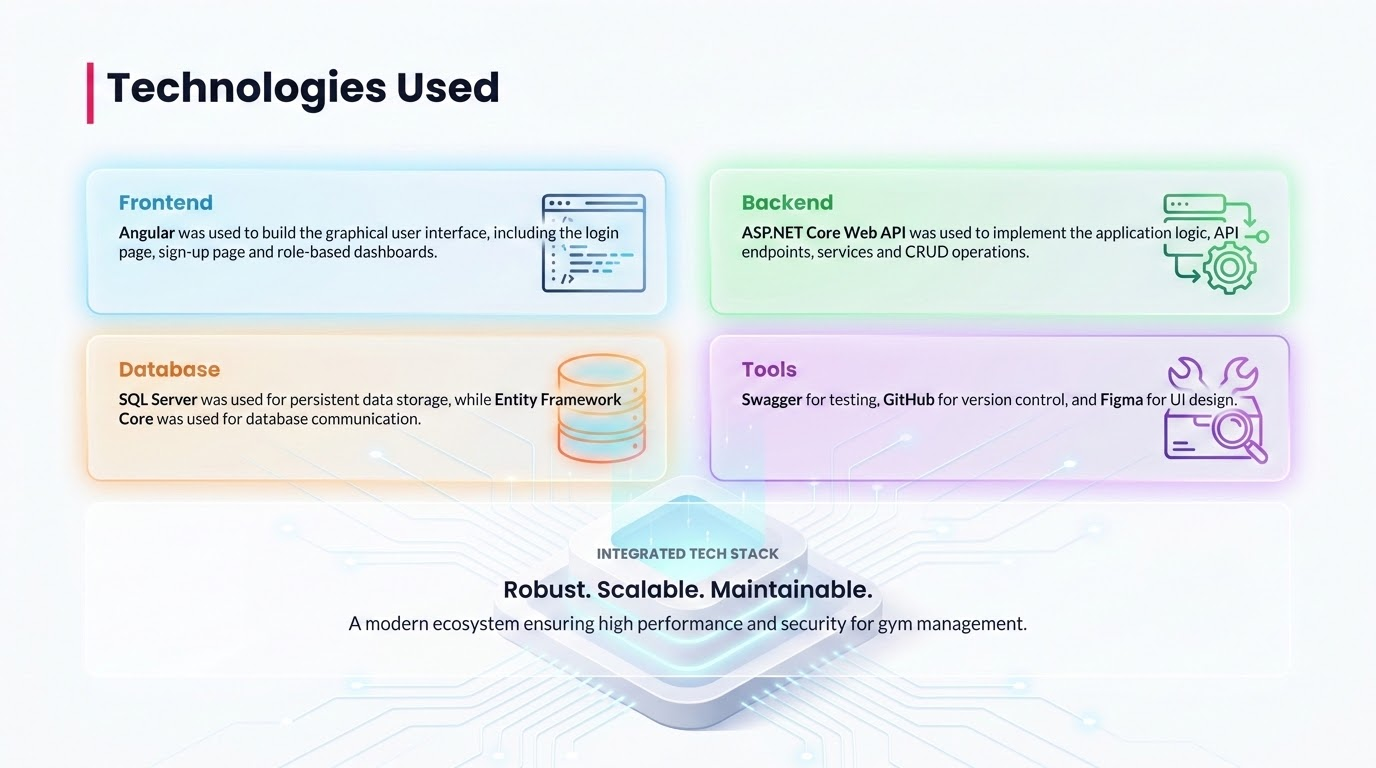 Technologies Used
Frontend
Angular was used to build the graphical user interface, including the login
page, sign-up page and role-based dashboards.
Backend
ASP.NET Core Web API was used to implement the application logic, API
endpoints, services and CRUD operations.
Database
SQL Server was used for persistent data storage, while Entity Framework
Core was used for database communication.
Tools
Swagger for testing, GitHub for version control, and Figma for UI design.
INTEGRATED TECH STACK
Robust. Scalable. Maintainable.
A modern ecosystem ensuring high performance and security for gym management.